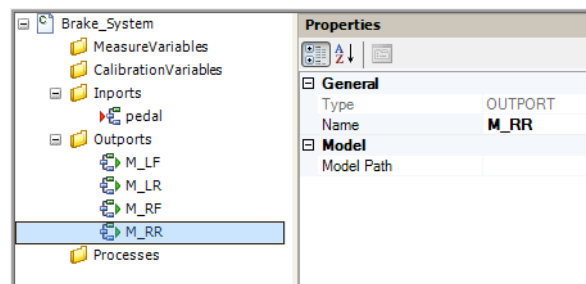 Brake_System
MeasureVariables
CalibrationVariables
Inports
pedal
Outports
M_LF
M_LR
M_RF
M_RR
Processes
Properties
General
Type OUTPORT
Name M_RR
Model
Model Path